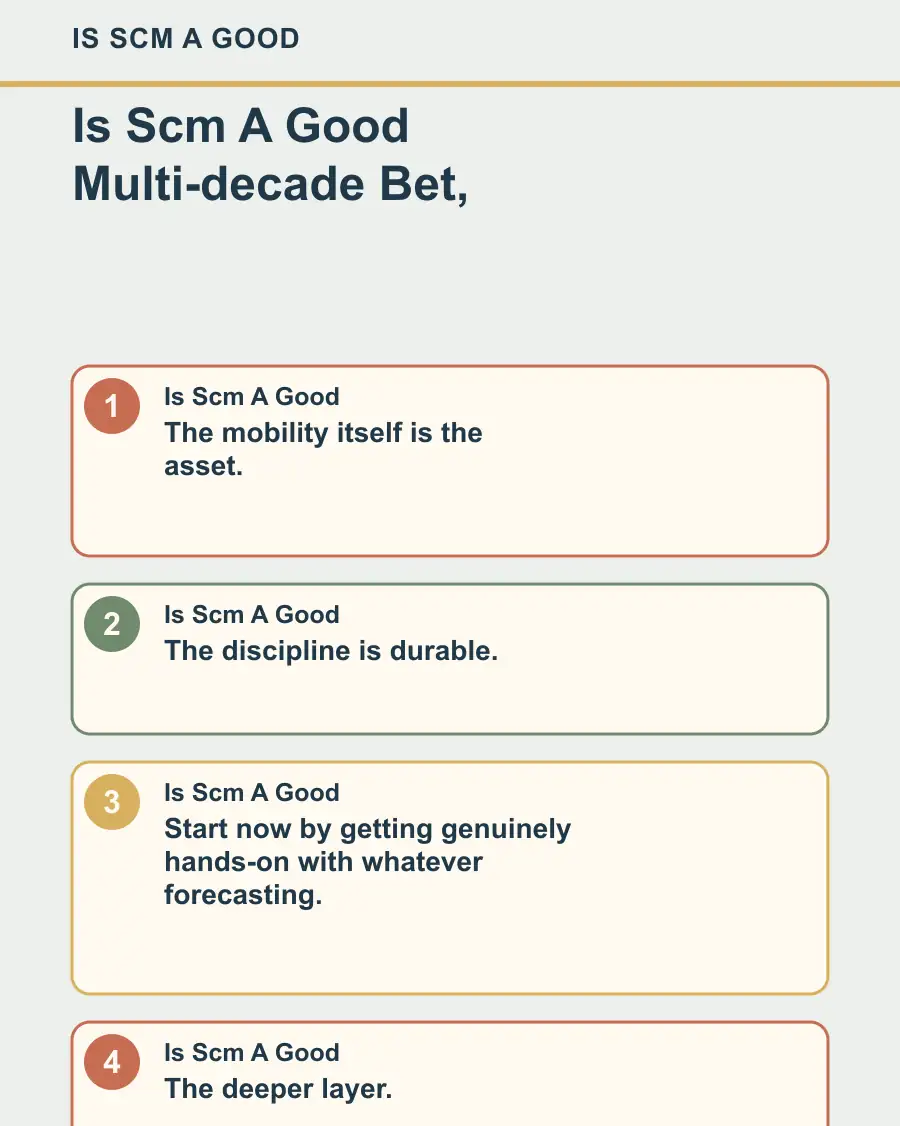 IS SCM A GOOD
Is Scm A Good
Multi-decade Bet,
1
Is Scm A Good
The mobility itself is the
asset.
2
Is Scm A Good
The discipline is durable.
3
Is Scm A Good
Start now by getting genuinely
hands-on with whatever
forecasting.
4
Is Scm A Good
The deeper layer.